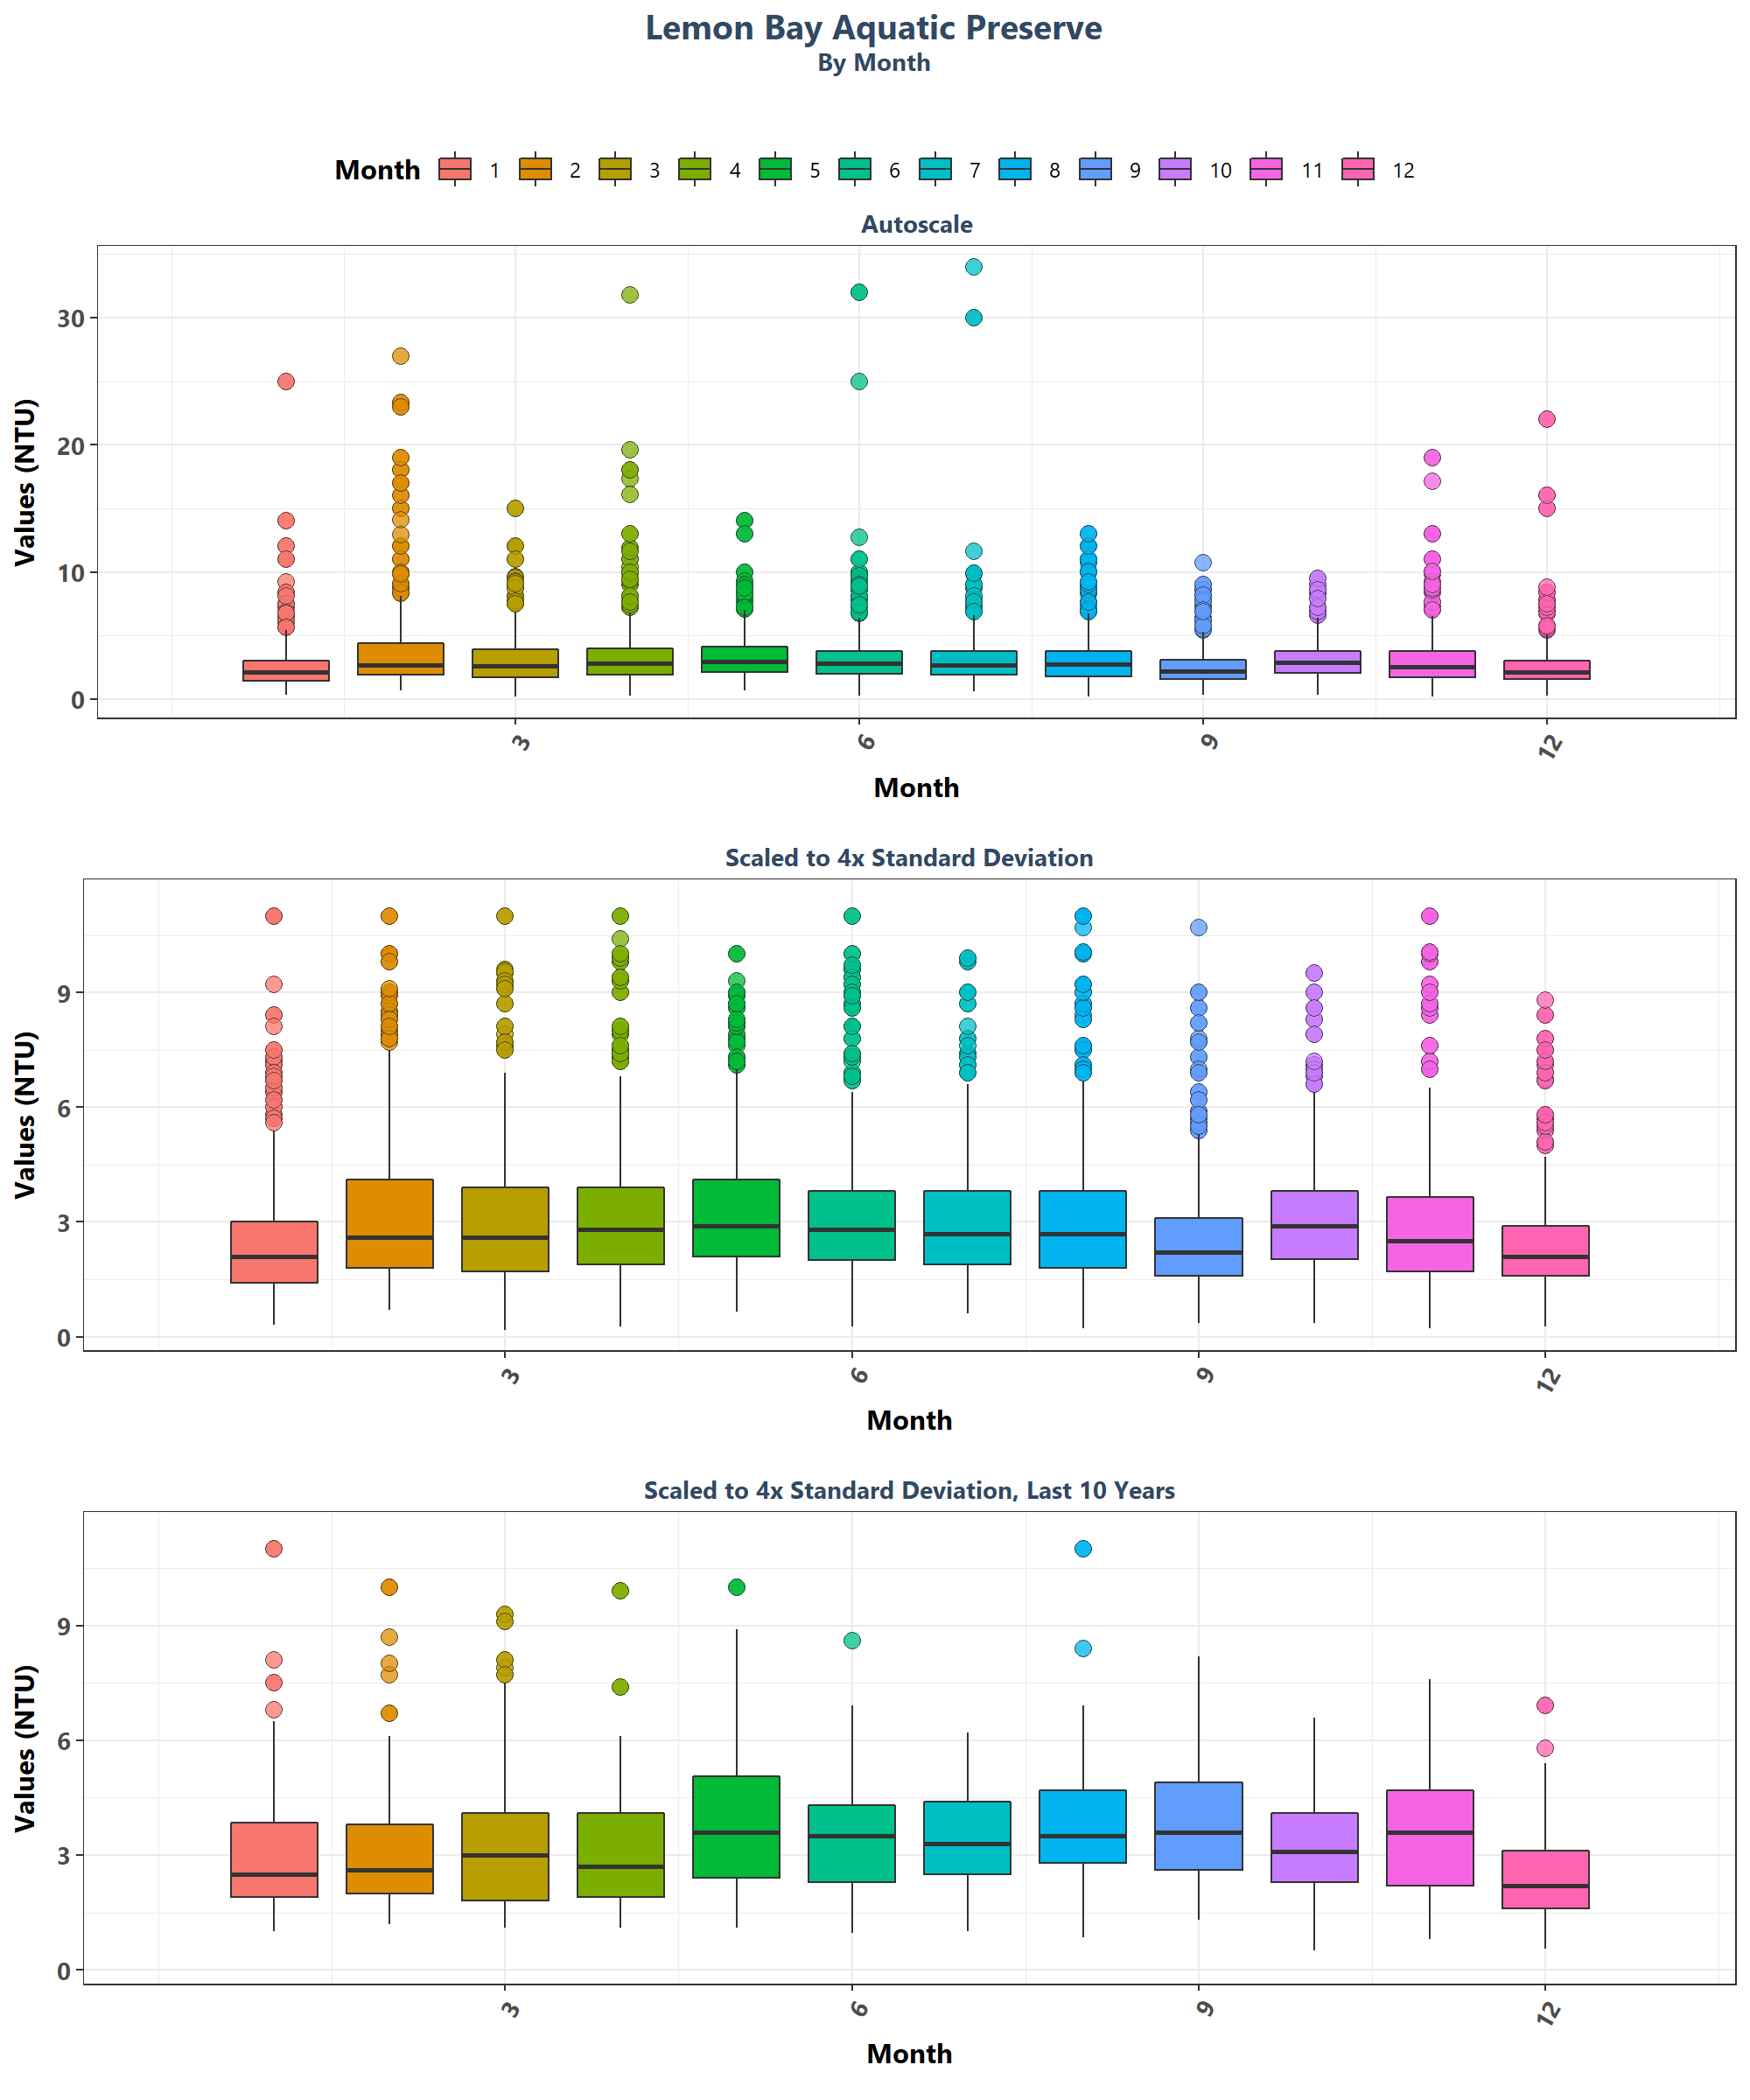 Lemon Bay Aquatic Preserve
By Month
Month 1 2 3 4 5 6 7 8 9 10 11 12
Autoscale
Values (NTU)
30
20
10
0
3 6 9 12
Month
Scaled to 4x Standard Deviation
Values (NTU)
9
6
3
0
3 6 9 12
Month
Scaled to 4x Standard Deviation, Last 10 Years
Values (NTU)
9
6
3
0
3 6 9 12
Month